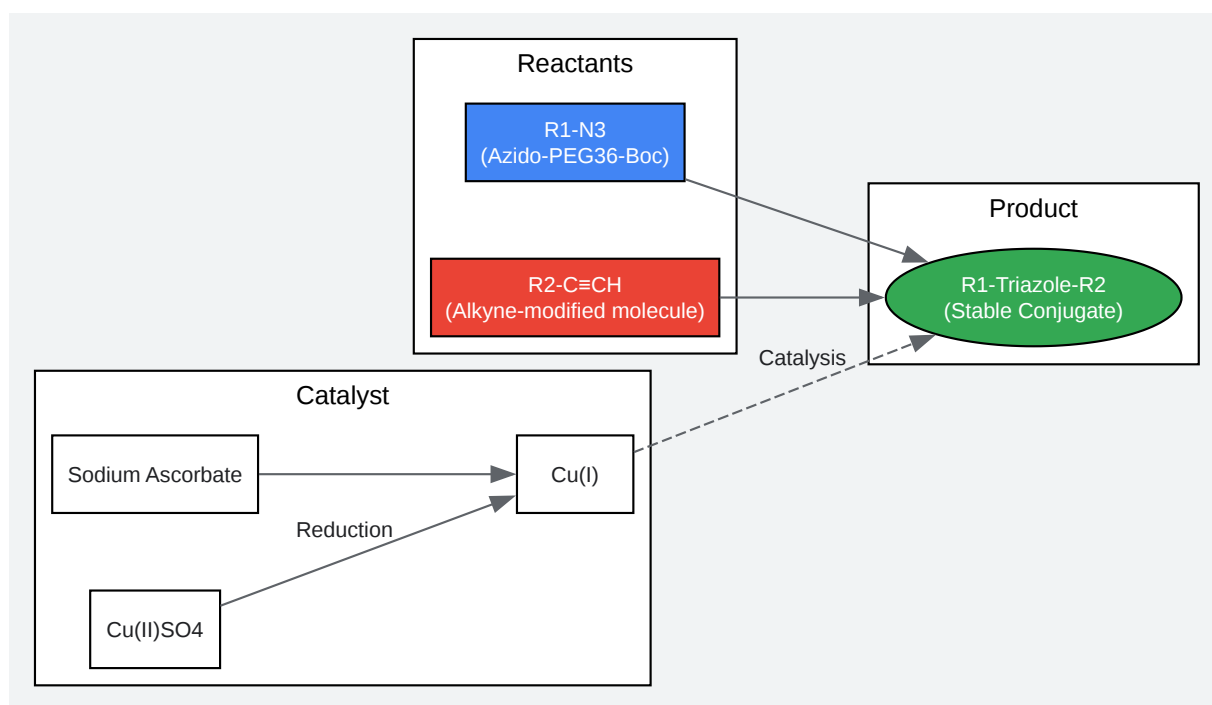 Reactants
R1-N3
(Azido-PEG36-Boc)
R2-C≡CH
(Alkyne-modified molecule)
Product
R1-Triazole-R2
(Stable Conjugate)
Catalysis
Catalyst
Sodium Ascorbate
Cu(I)
Reduction
Cu(II)SO4